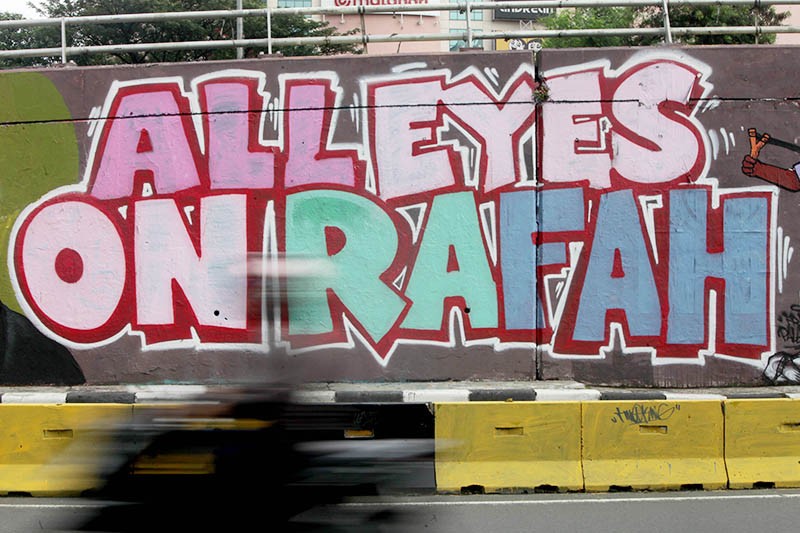 ALL EYES
ON RAFAH